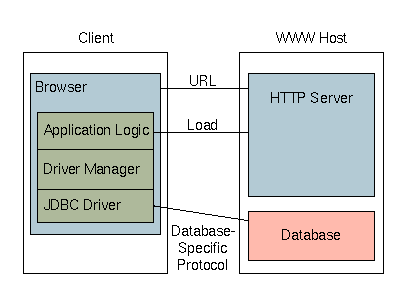 Client
WWW Host
Browser
URL
HTTP Server
Application Logic
Load
Driver Manager
JDBC Driver
Database-
Specific
Protocol
Database